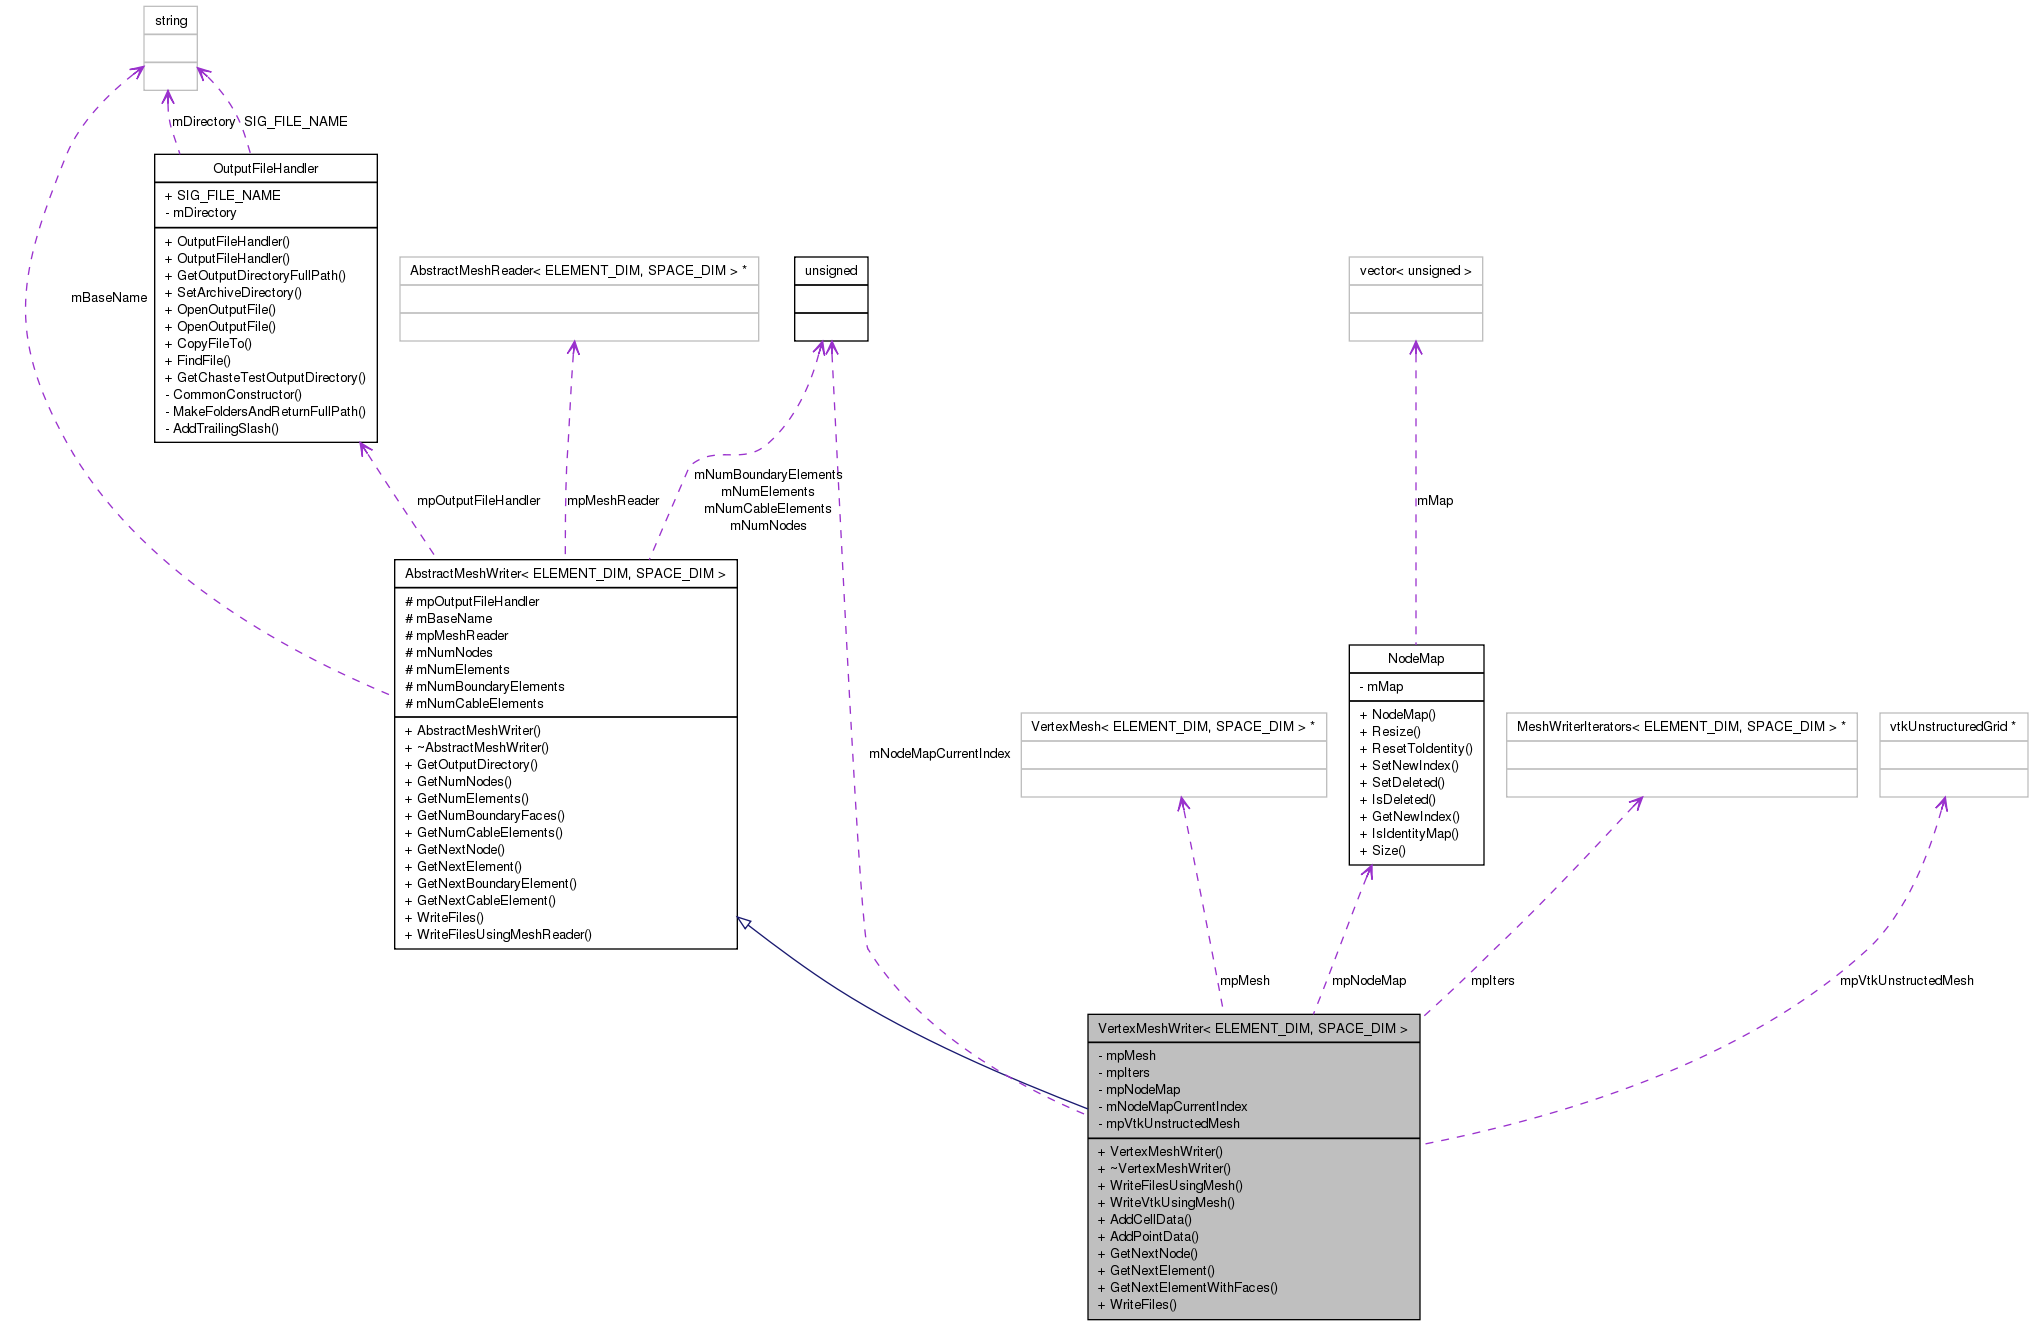 string
mDirectory
SIG_FILE_NAME
OutputFileHandler
+ SIG_FILE_NAME
- mDirectory
+ OutputFileHandler()
+ OutputFileHandler()
+ GetOutputDirectoryFullPath()
+ SetArchiveDirectory()
+ OpenOutputFile()
+ OpenOutputFile()
+ CopyFileTo()
+ FindFile()
+ GetChasteTestOutputDirectory()
- CommonConstructor()
- MakeFoldersAndReturnFullPath()
- AddTrailingSlash()
mBaseName
AbstractMeshReader< ELEMENT_DIM, SPACE_DIM > *
unsigned
vector< unsigned >
mpOutputFileHandler
mpMeshReader
mNumBoundaryElements
mNumElements
mNumCableElements
mNumNodes
mMap
AbstractMeshWriter< ELEMENT_DIM, SPACE_DIM >
# mpOutputFileHandler
# mBaseName
# mpMeshReader
# mNumNodes
# mNumElements
# mNumBoundaryElements
# mNumCableElements
+ AbstractMeshWriter()
+ ~AbstractMeshWriter()
+ GetOutputDirectory()
+ GetNumNodes()
+ GetNumElements()
+ GetNumBoundaryFaces()
+ GetNumCableElements()
+ GetNextNode()
+ GetNextElement()
+ GetNextBoundaryElement()
+ GetNextCableElement()
+ WriteFiles()
+ WriteFilesUsingMeshReader()
mNodeMapCurrentIndex
VertexMesh< ELEMENT_DIM, SPACE_DIM > *
NodeMap
- mMap
+ NodeMap()
+ Resize()
+ ResetToIdentity()
+ SetNewIndex()
+ SetDeleted()
+ IsDeleted()
+ GetNewIndex()
+ IsIdentityMap()
+ Size()
MeshWriterIterators< ELEMENT_DIM, SPACE_DIM > *
vtkUnstructuredGrid *
mpMesh
mpNodeMap
mpIters
mpVtkUnstructedMesh
VertexMeshWriter< ELEMENT_DIM, SPACE_DIM >
- mpMesh
- mpIters
- mpNodeMap
- mNodeMapCurrentIndex
- mpVtkUnstructedMesh
+ VertexMeshWriter()
+ ~VertexMeshWriter()
+ WriteFilesUsingMesh()
+ WriteVtkUsingMesh()
+ AddCellData()
+ AddPointData()
+ GetNextNode()
+ GetNextElement()
+ GetNextElementWithFaces()
+ WriteFiles()